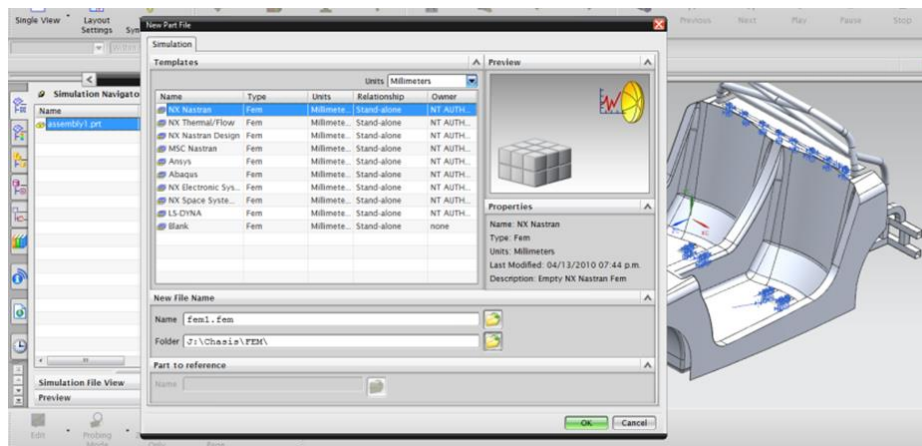 Single View
Layout Settings
Previous Next Play Pause Stop
New Part File
Simulation
Templates
Preview
Units Millimeters
Simulation Navigato
Name
assembly1.prt
Name Type Units Relationship Owner
NX Nastran Fem Millimete... Stand-alone NT AUTH...
NX Thermal/Flow Fem Millimete... Stand-alone NT AUTH...
NX Nastran Design Fem Millimete... Stand-alone NT AUTH...
MSC Nastran Fem Millimete... Stand-alone NT AUTH...
Ansys Fem Millimete... Stand-alone NT AUTH...
Abaqus Fem Millimete... Stand-alone NT AUTH...
NX Electronic Sys... Fem Millimete... Stand-alone NT AUTH...
NX Space Syste... Fem Millimete... Stand-alone NT AUTH...
LS-DYNA Fem Millimete... Stand-alone NT AUTH...
Blank Fem Millimete... Stand-alone none
Properties
Name: NX Nastran
Type: Fem
Units: Millimeters
Last Modified: 04/13/2010 07:44 p.m.
Description: Empty NX Nastran Fem
New File Name
Name fem1.fem
Folder J:\Chasis\FEM\
Part to reference
Name
Simulation File View
Preview
OK Cancel
Edit
Probing Mode